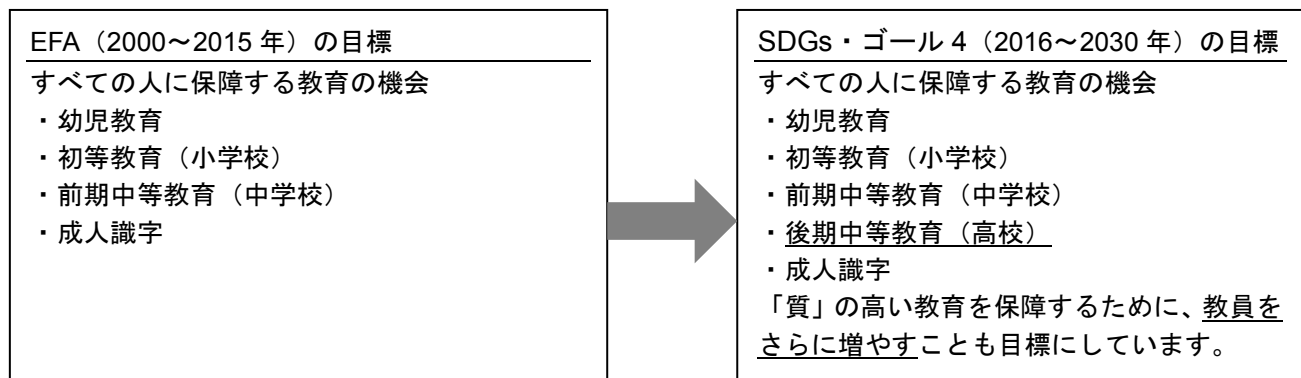 EFA（2000～2015 年）の目標
すべての人に保障する教育の機会
・幼児教育
・初等教育（小学校）
・前期中等教育（中学校）
・成人識字
SDGs・ゴール 4（2016～2030 年）の目標
すべての人に保障する教育の機会
・幼児教育
・初等教育（小学校）
・前期中等教育（中学校）
・後期中等教育（高校）
・成人識字
「質」の高い教育を保障するために、教員を
さらに増やすことも目標にしています。